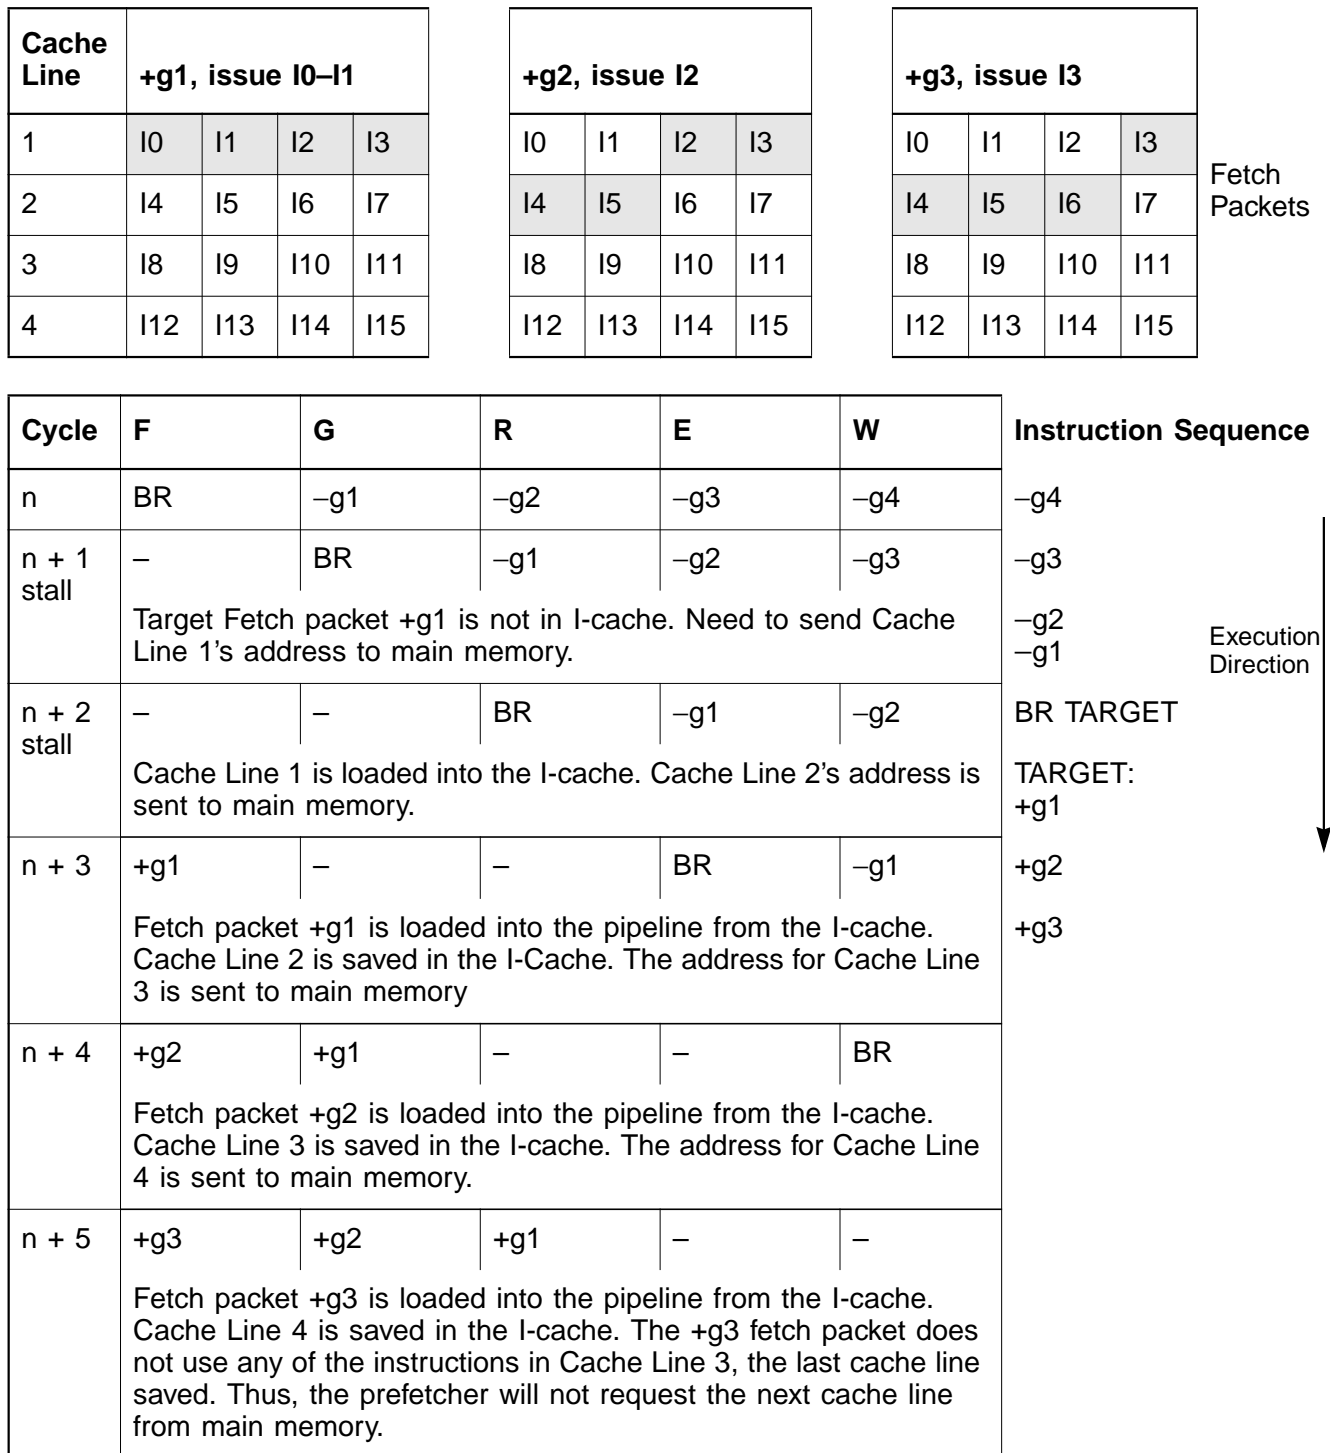 Cache
Line +g1, issue I0–I1 +g2, issue I2 +g3, issue I3
1 I0 I1 I2 I3 I0 I1 I2 I3 I0 I1 I2 I3
2 I4 I5 I6 I7 I4 I5 I6 I7 I4 I5 I6 I7
3 I8 I9 I10 I11 I8 I9 I10 I11 I8 I9 I10 I11
4 I12 I13 I14 I15 I12 I13 I14 I15 I12 I13 I14 I15
Fetch
Packets
Cycle F G R E W Instruction Sequence
n BR –g1 –g2 –g3 –g4 –g4
n + 1 – BR –g1 –g2 –g3 –g3
stall
Target Fetch packet +g1 is not in I-cache. Need to send Cache –g2
Line 1’s address to main memory. –g1
Execution
Direction
n + 2 – – BR –g1 –g2 BR TARGET
stall
Cache Line 1 is loaded into the I-cache. Cache Line 2’s address is TARGET:
sent to main memory. +g1
n + 3 +g1 – – BR –g1 +g2
Fetch packet +g1 is loaded into the pipeline from the I-cache. +g3
Cache Line 2 is saved in the I-Cache. The address for Cache Line
3 is sent to main memory
n + 4 +g2 +g1 – – BR
Fetch packet +g2 is loaded into the pipeline from the I-cache.
Cache Line 3 is saved in the I-cache. The address for Cache Line
4 is sent to main memory.
n + 5 +g3 +g2 +g1 – –
Fetch packet +g3 is loaded into the pipeline from the I-cache.
Cache Line 4 is saved in the I-cache. The +g3 fetch packet does
not use any of the instructions in Cache Line 3, the last cache line
saved. Thus, the prefetcher will not request the next cache line
from main memory.